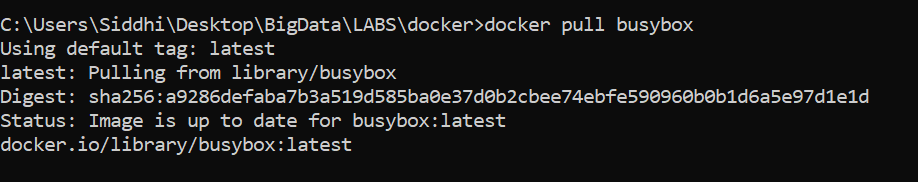 C:\Users\Siddhi\Desktop\BigData\LABS\docker>docker pull busybox
Using default tag: latest
latest: Pulling from library/busybox
Digest: sha256:a9286defaba7b3a519d585ba0e37d0b2cbee74ebfe590960b0b1d6a5e97d1e1d
Status: Image is up to date for busybox:latest
docker.io/library/busybox:latest